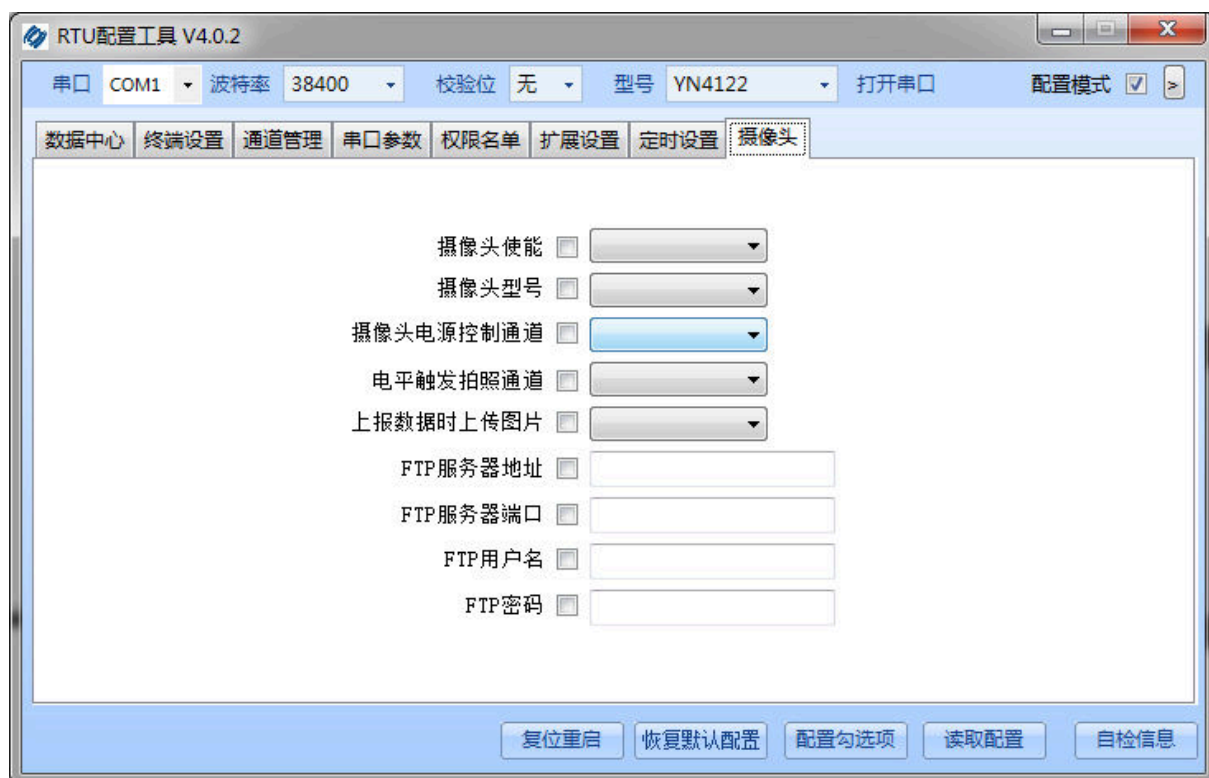 RTU配置工具 V4.0.2
串口 COM1 波特率 38400 校验位 无 型号 YN4122 打开串口 配置模式 >
数据中心 终端设置 通道管理 串口参数 权限名单 扩展设置 定时设置 摄像头
摄像头使能
摄像头型号
摄像头电源控制通道
电平触发拍照通道
上报数据时上传图片
FTP服务器地址
FTP服务器端口
FTP用户名
FTP密码
复位重启 恢复默认配置 配置勾选项 读取配置 自检信息